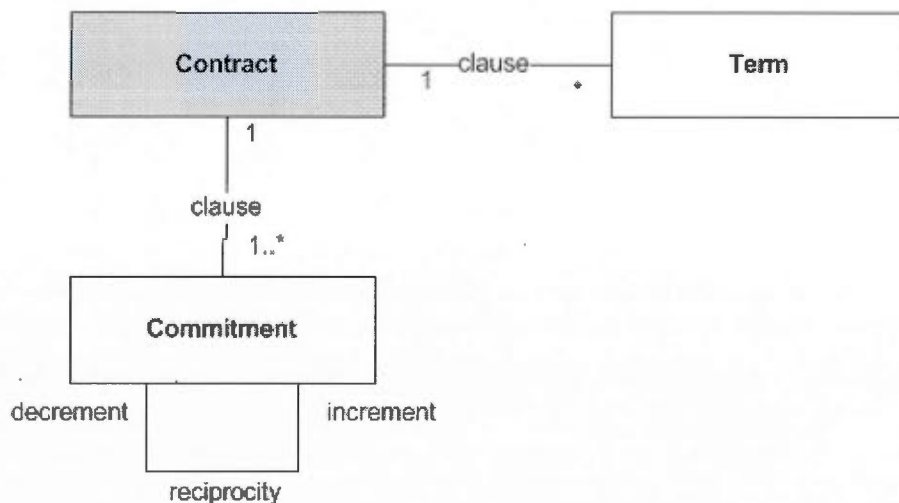 Contract
1
clause
*
Term
1
clause
1..*
Commitment
decrement
increment
reciprocity